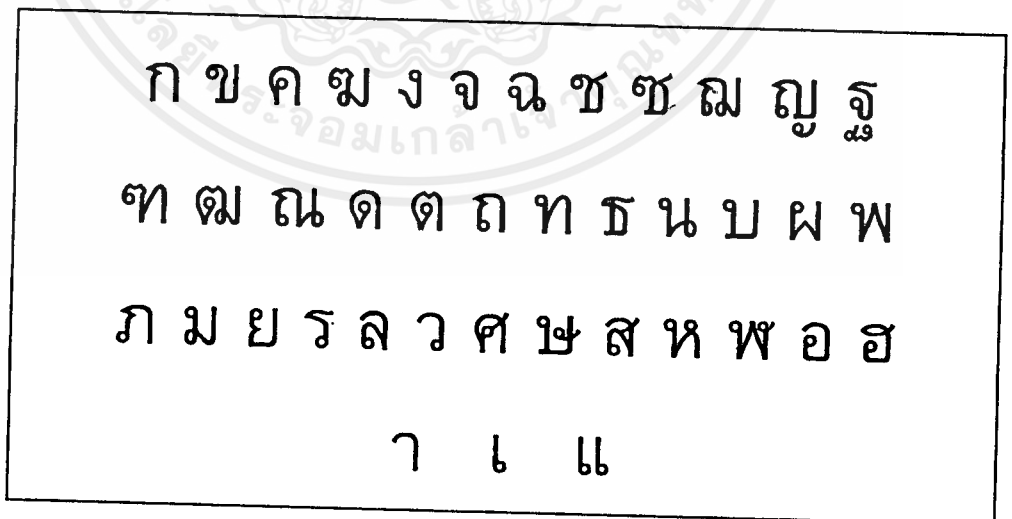 ก ข ค ฆ ง จ ฉ ช ซ ฌ ญ ฐ
ฑ ฒ ณ ด ต ถ ท ธ น บ ผ พ
ภ ม ย ร ล ว ศ ษ ส ห ฬ อ ฮ
า เ แ